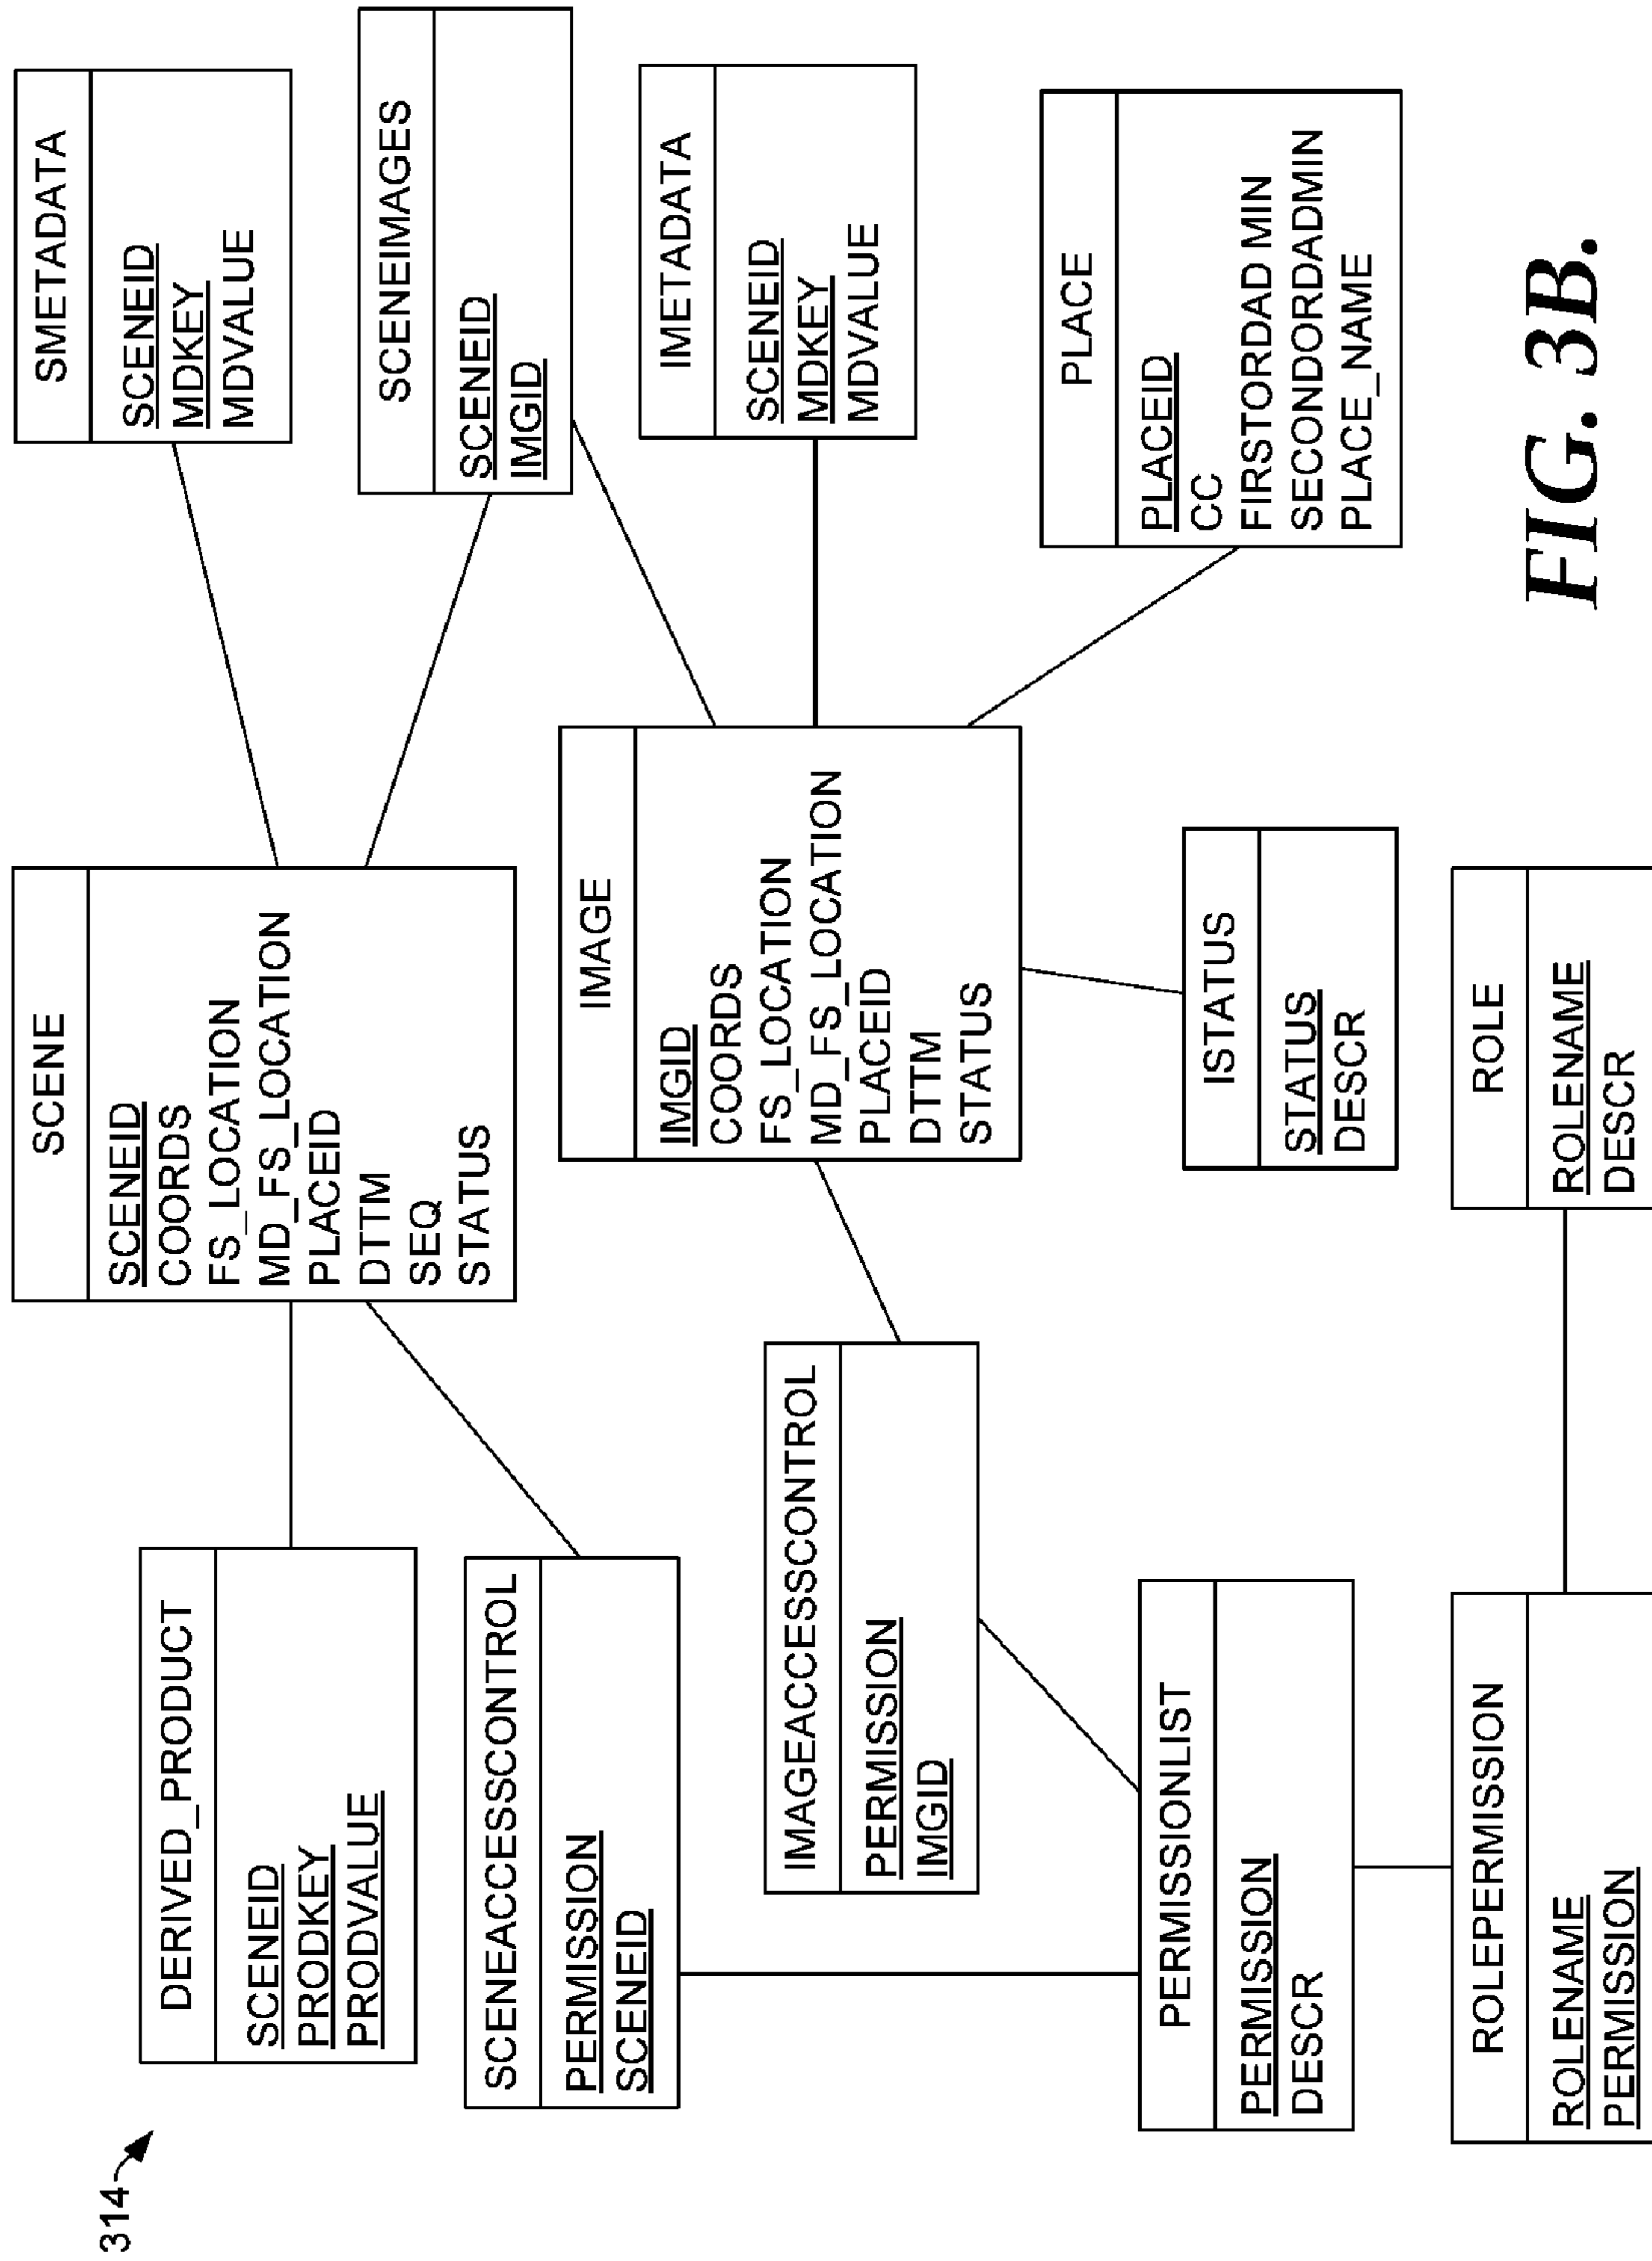 314
DERIVED_PRODUCT
SCENEID
PRODKEY
PRODVALUE
SCENE
SCENEID
COORDS
FS_LOCATION
MD_FS_LOCATION
PLACEID
DTTM
SEQ
STATUS
SMETADATA
SCENEID
MDKEY
MDVALUE
SCENEACCESSCONTROL
PERMISSION
SCENEID
SCENEIMAGES
SCENEID
IMGID
IMAGEACCESSCONTROL
PERMISSION
IMGID
IMAGE
IMGID
COORDS
FS_LOCATION
MD_FS_LOCATION
PLACEID
DTTM
STATUS
IMETADATA
SCENEID
MDKEY
MDVALUE
PERMISSIONLIST
PERMISSION
DESCR
ISTATUS
STATUS
DESCR
PLACE
PLACEID
CC
FIRSTORDAD MIN
SECONDORDADMIN
PLACE_NAME
ROLEPERMISSION
ROLENAME
PERMISSION
ROLE
ROLENAME
DESCR
FIG. 3B.